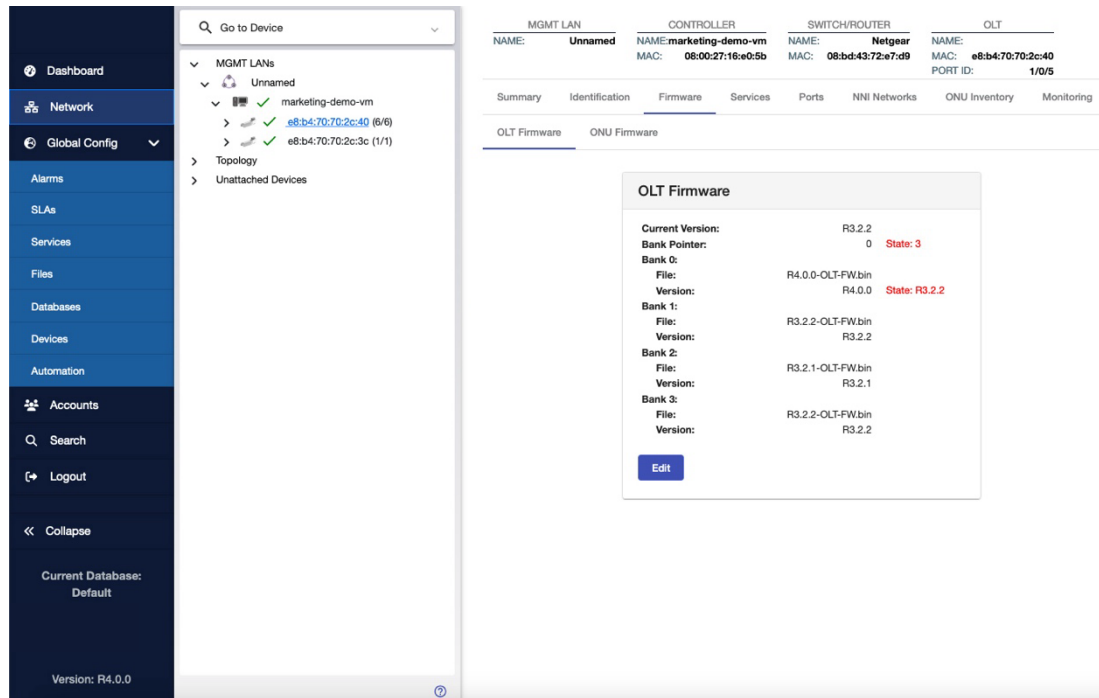 Dashboard
Network
Global Config
Alarms
SLAs
Services
Files
Databases
Devices
Automation
Accounts
Search
Logout
Collapse
Current Database:
Default
Version: R4.0.0
Go to Device
MGMT LANs
Unnamed
marketing-demo-vm
e8:b4:70:70:2c:40 (6/6)
e8:b4:70:70:2c:3c (1/1)
Topology
Unattached Devices
MGMT LAN CONTROLLER SWITCH/ROUTER OLT
NAME: Unnamed NAME:marketing-demo-vm NAME: Netgear NAME:
MAC: 08:00:27:16:e0:5b MAC: 08:bd:43:72:e7:d9 MAC: e8:b4:70:70:2c:40
PORT ID: 1/0/5
Summary Identification Firmware Services Ports NNI Networks ONU Inventory Monitoring
OLT Firmware ONU Firmware
OLT Firmware
Current Version: R3.2.2
Bank Pointer: 0 State: 3
Bank 0:
File: R4.0.0-OLT-FW.bin
Version: R4.0.0 State: R3.2.2
Bank 1:
File: R3.2.2-OLT-FW.bin
Version: R3.2.2
Bank 2:
File: R3.2.1-OLT-FW.bin
Version: R3.2.1
Bank 3:
File: R3.2.2-OLT-FW.bin
Version: R3.2.2
Edit